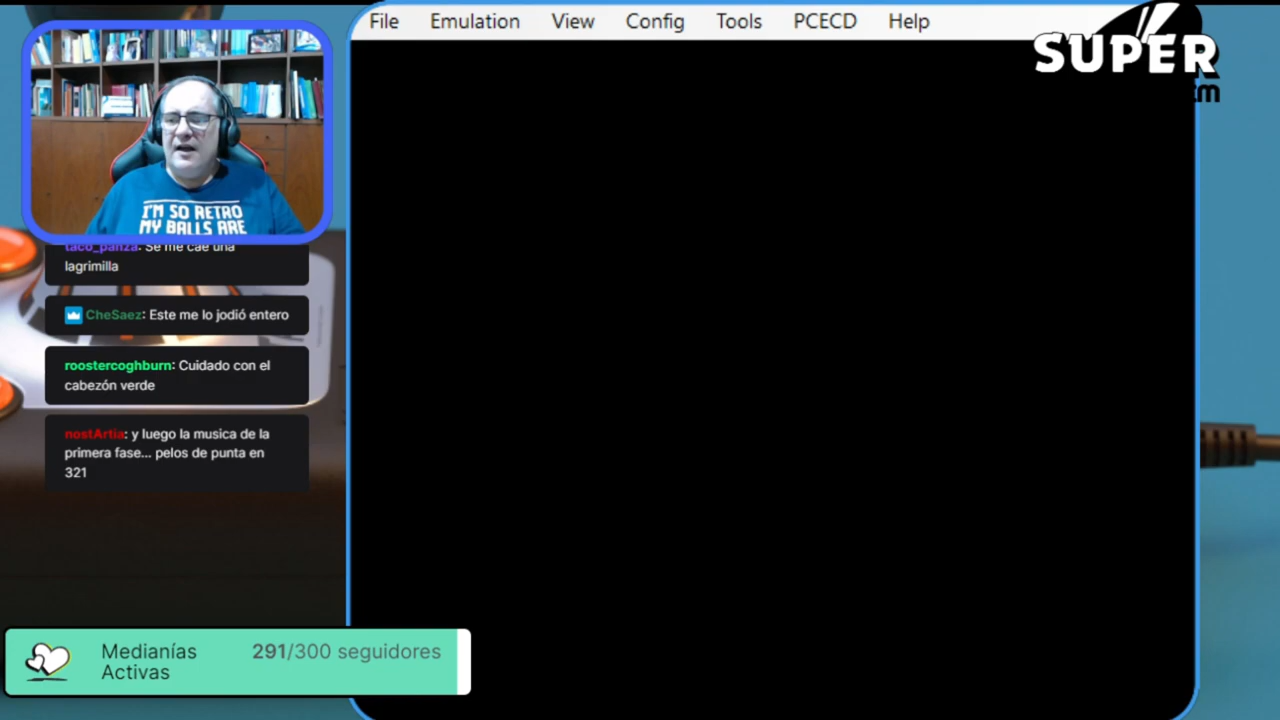 File Emulation View Config Tools PCECD Help
SUPER
I'M SO RETRO
MY BALLS ARE
taco_panza: Se me cae una
lagrimilla
CheSaez: Este me lo jodió entero
roostercoghburn: Cuidado con el
cabezón verde
nostArtia: y luego la musica de la
primera fase... pelos de punta en
321
Medianías
Activas
291/300 seguidores